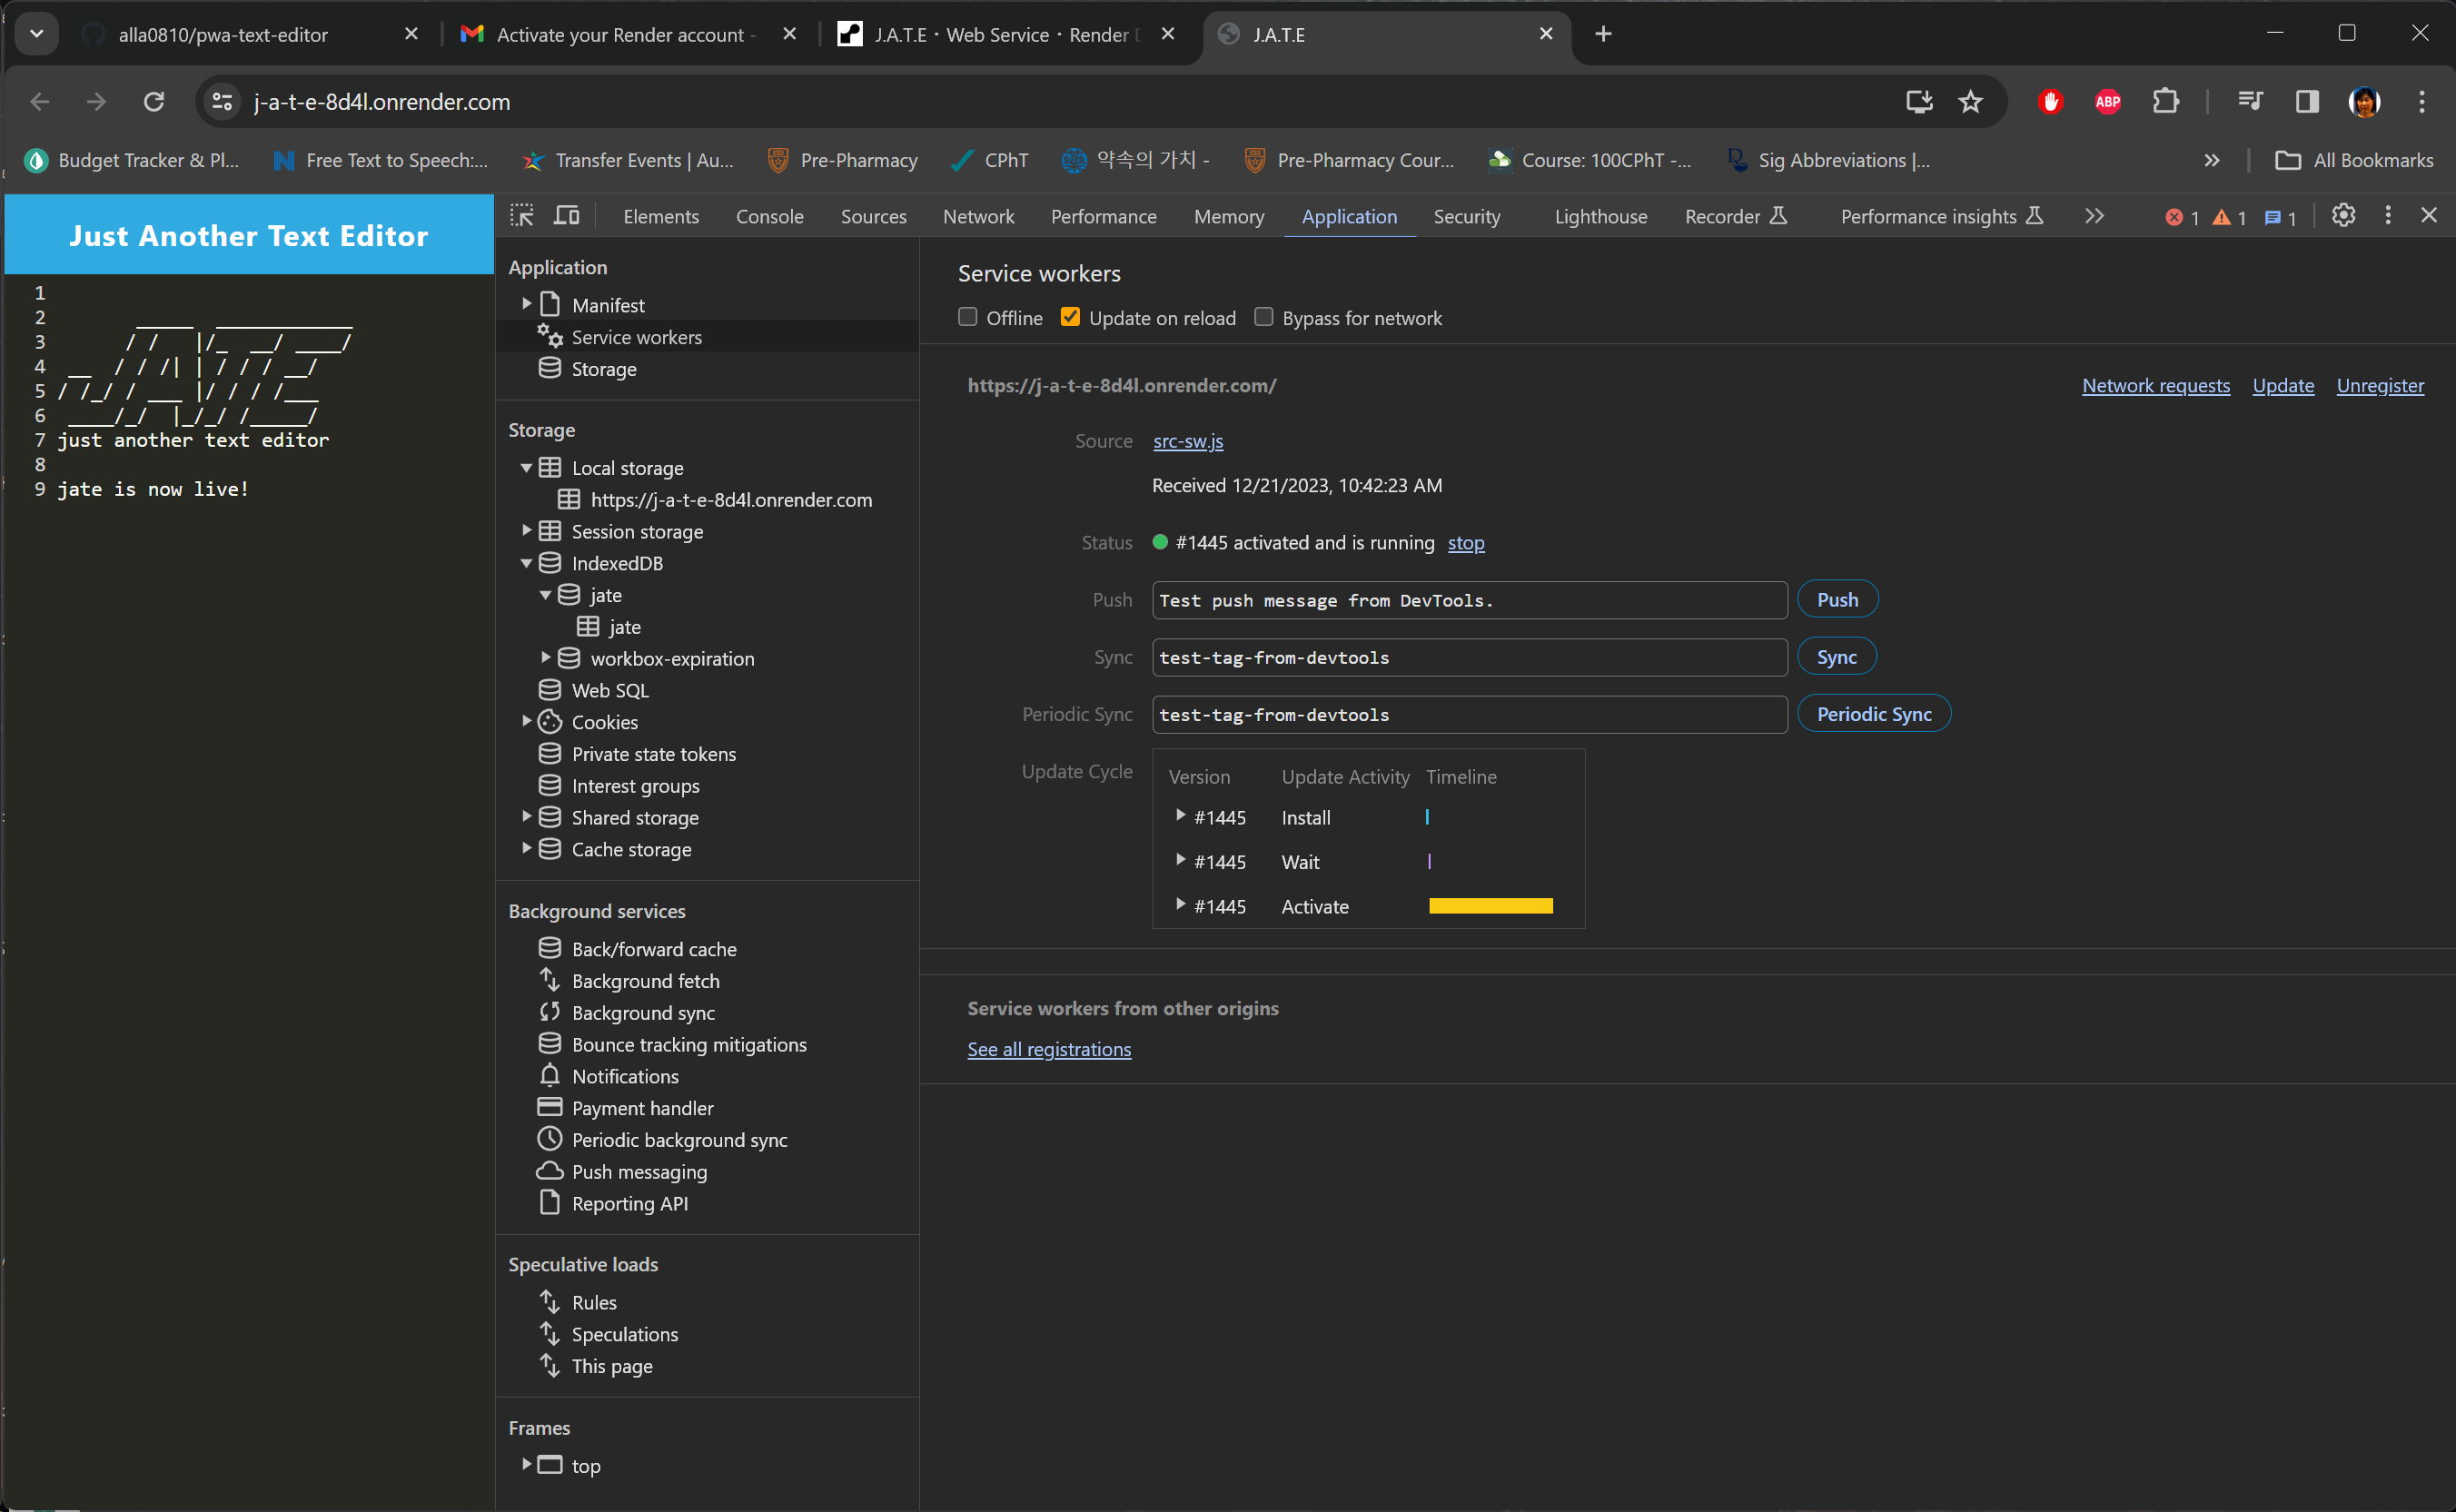 alla0810/pwa-text-editor
Activate your Render account -
J.A.T.E · Web Service · Render D
J.A.T.E
j-a-t-e-8d4l.onrender.com
ABP
Budget Tracker & Pl...
Free Text to Speech:...
Transfer Events | Au...
Pre-Pharmacy
CPhT
약속의 가치 -
Pre-Pharmacy Cour...
Course: 100CPhT -...
Sig Abbreviations |...
All Bookmarks
Just Another Text Editor
1
2
3
4
5
6
7 just another text editor
8
9 jate is now live!
Elements Console Sources Network Performance Memory Application Security Lighthouse Recorder Performance insights 1 1 1
Application
Manifest
Service workers
Storage
Storage
Local storage
https://j-a-t-e-8d4l.onrender.com
Session storage
IndexedDB
jate
jate
workbox-expiration
Web SQL
Cookies
Private state tokens
Interest groups
Shared storage
Cache storage
Background services
Back/forward cache
Background fetch
Background sync
Bounce tracking mitigations
Notifications
Payment handler
Periodic background sync
Push messaging
Reporting API
Speculative loads
Rules
Speculations
This page
Frames
top
Service workers
Offline Update on reload Bypass for network
https://j-a-t-e-8d4l.onrender.com/
Network requests Update Unregister
Source src-sw.js
Received 12/21/2023, 10:42:23 AM
Status #1445 activated and is running stop
Push Test push message from DevTools. Push
Sync test-tag-from-devtools Sync
Periodic Sync test-tag-from-devtools Periodic Sync
Update Cycle Version Update Activity Timeline
#1445 Install
#1445 Wait
#1445 Activate
Service workers from other origins
See all registrations